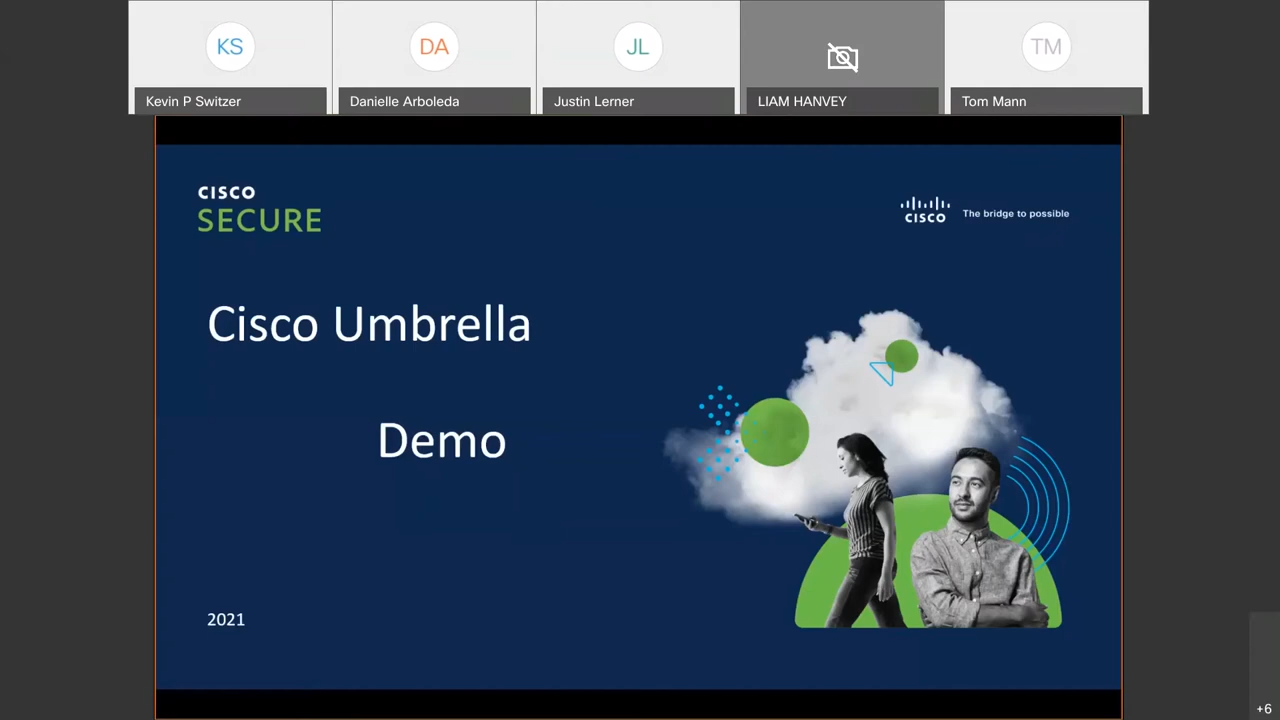 KS
DA
JL
TM
Kevin P Switzer
Danielle Arboleda
Justin Lerner
LIAM HANVEY
Tom Mann
CISCO
SECURE
CISCO
The bridge to possible
Cisco Umbrella
Demo
2021
+6